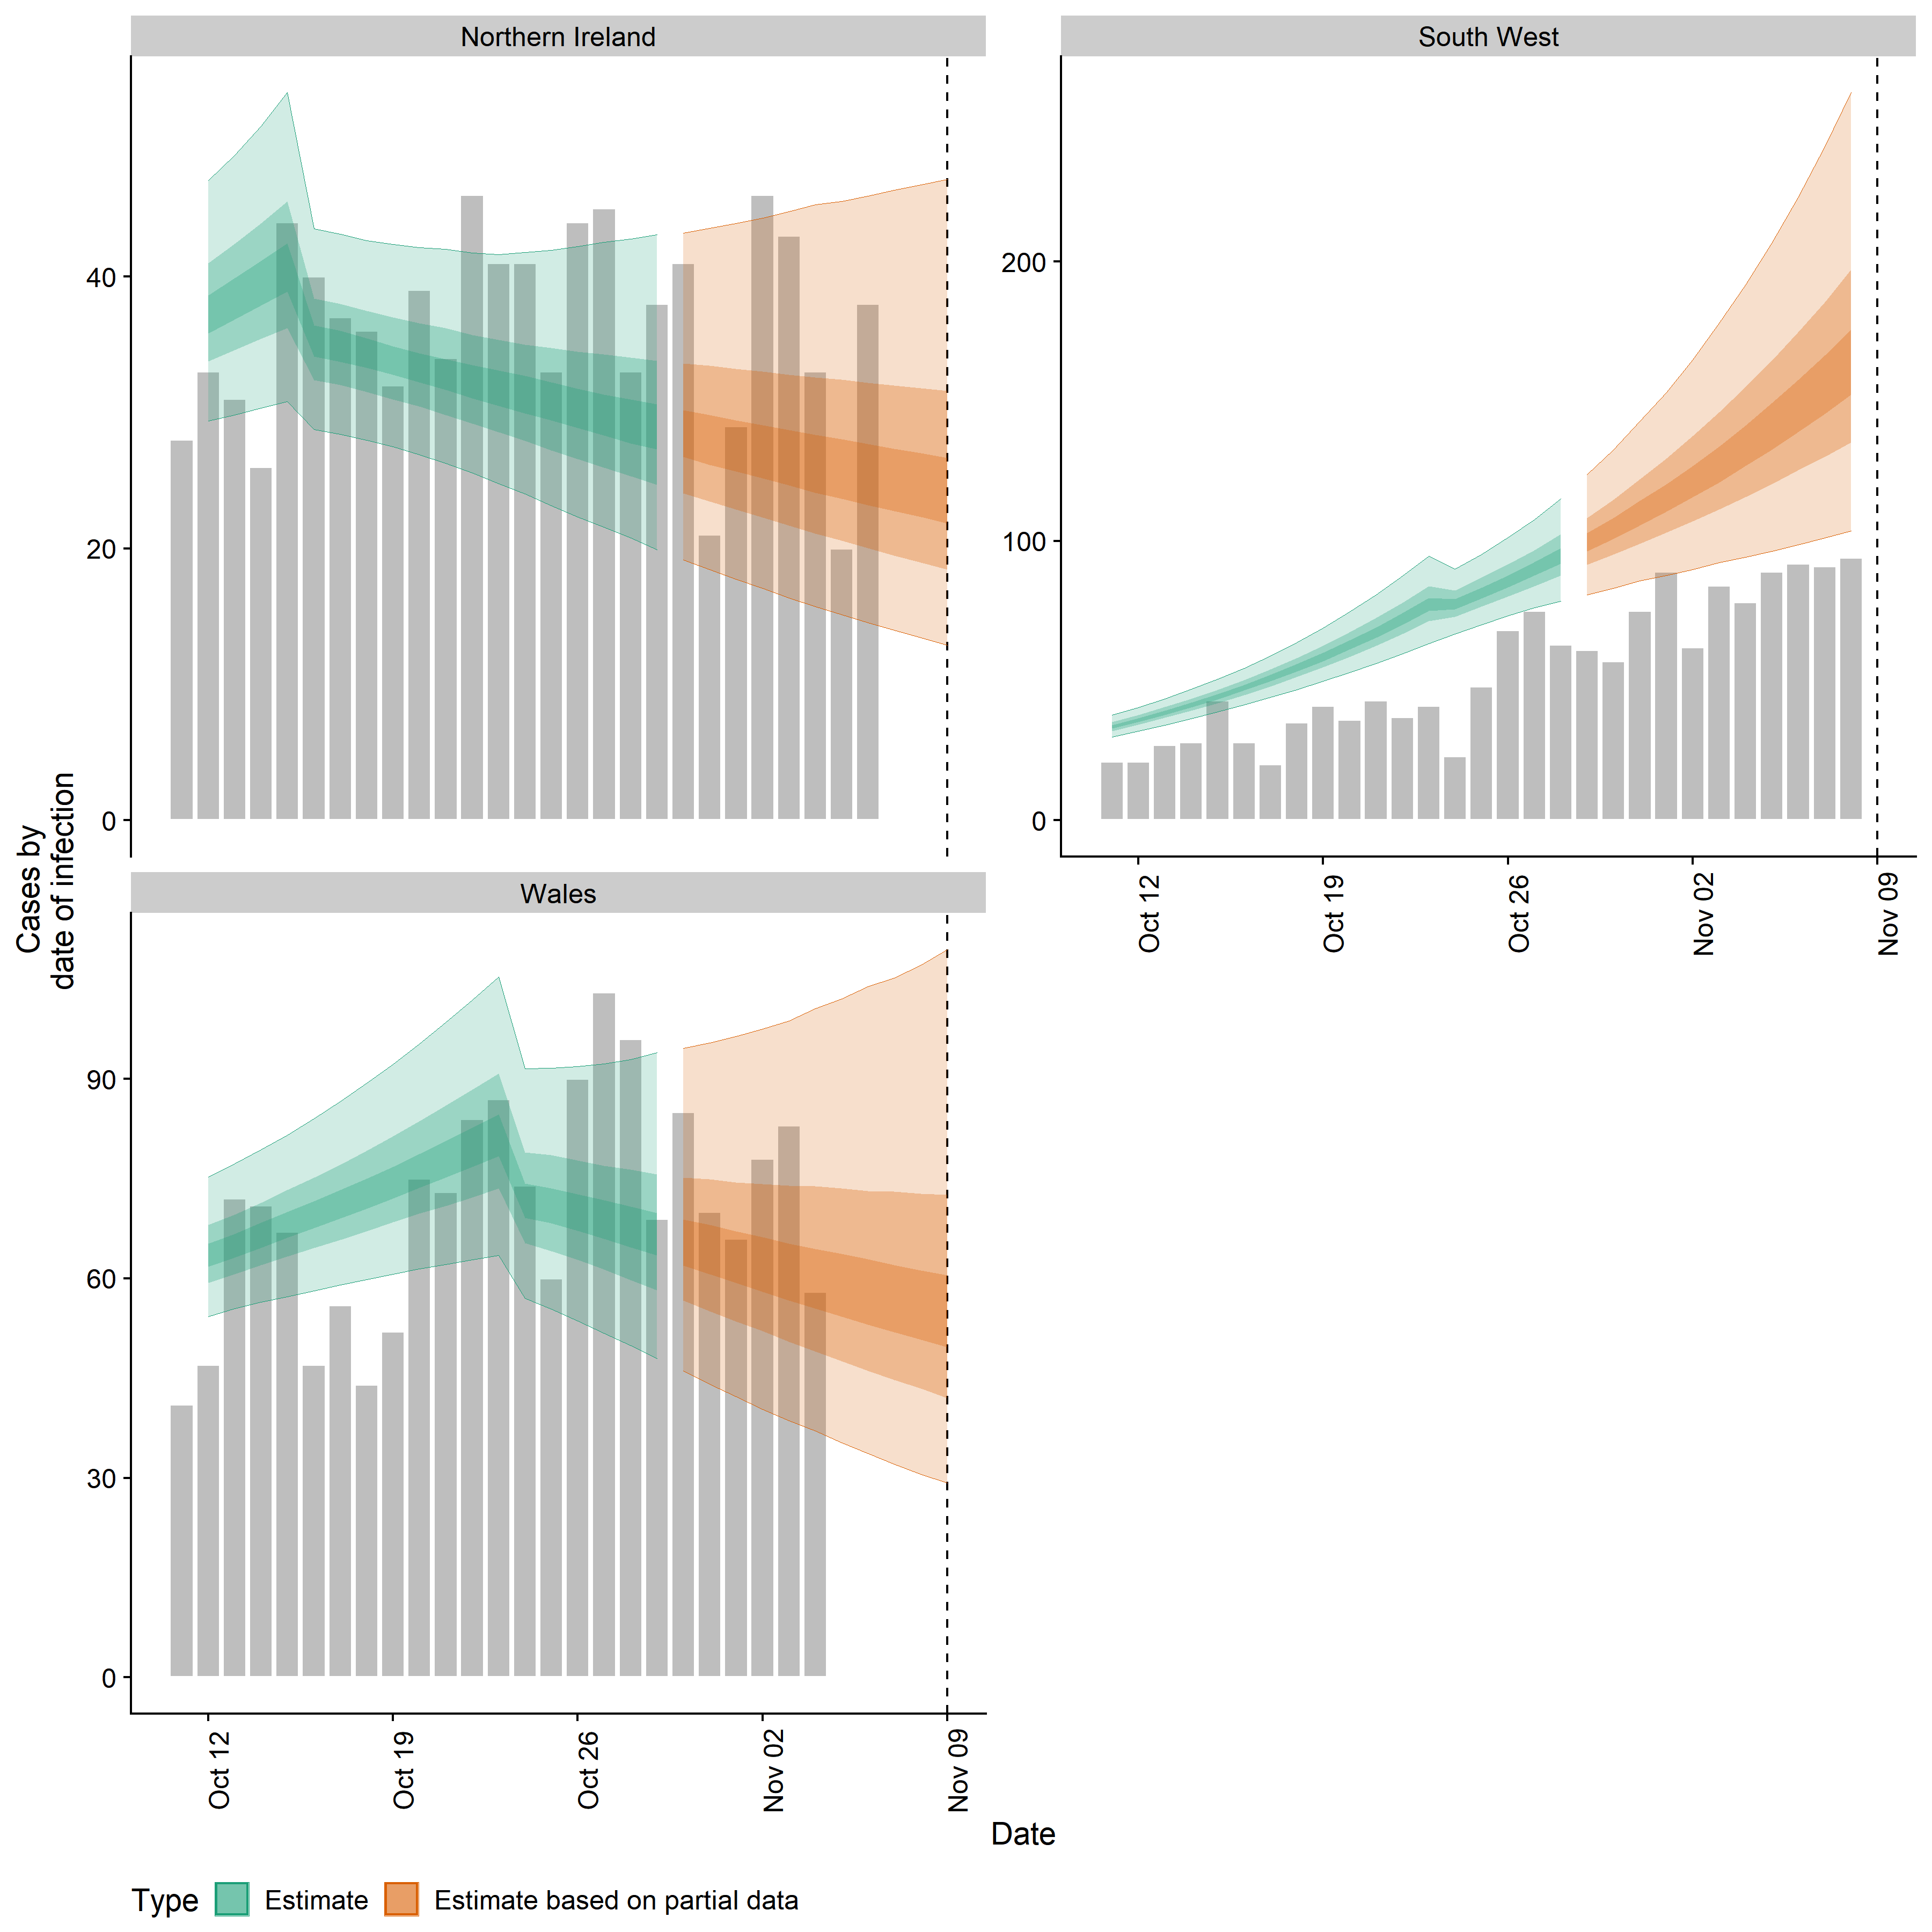 Northern Ireland
South West
40
20
0
200
100
0
Oct 12
Oct 19
Oct 26
Nov 02
Nov 09
Cases by
date of infection
Wales
90
60
30
0
Oct 12
Oct 19
Oct 26
Nov 02
Nov 09
Date
Type Estimate Estimate based on partial data